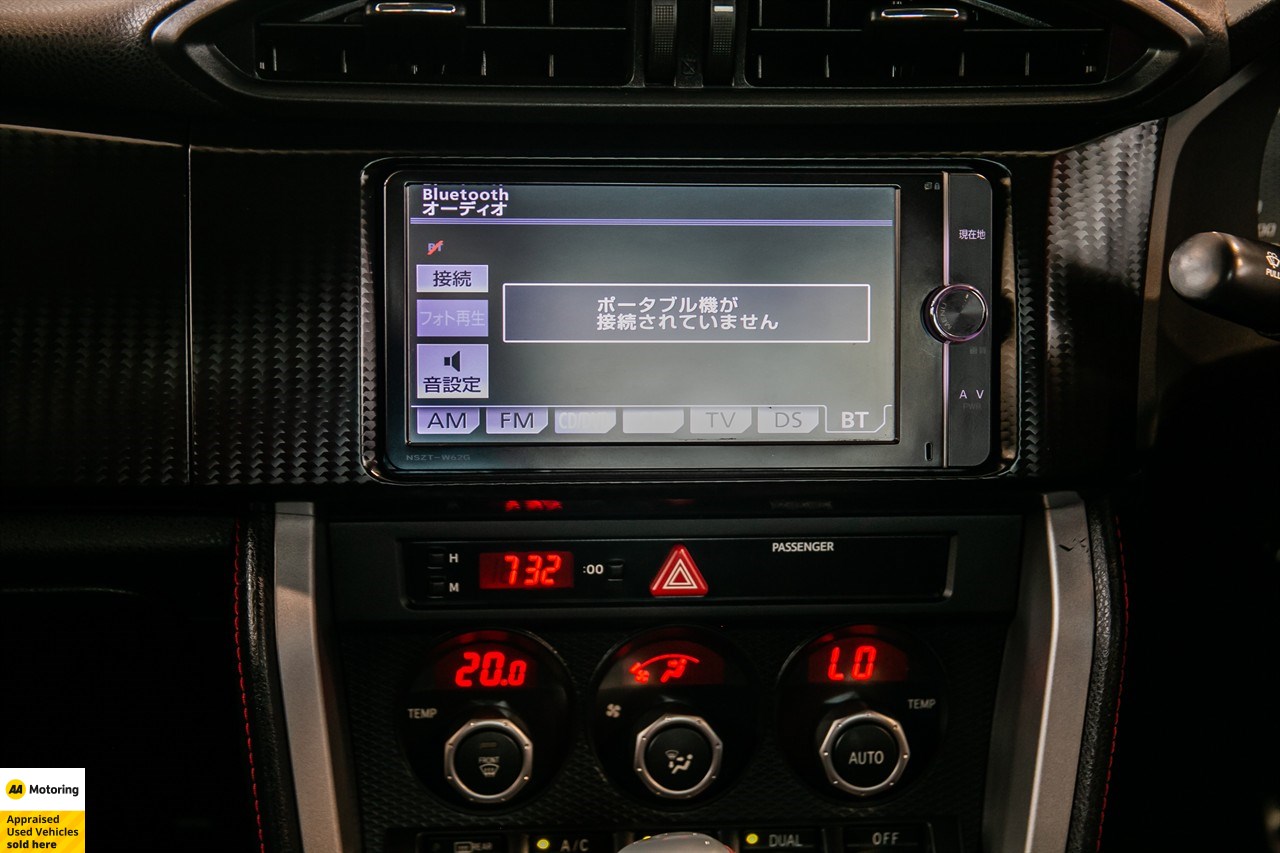 Bluetooth
オーディオ
現在地
接続
ポータブル機が
接続されていません
フォト再生
音設定
AM FM TV DS BT
A V
NSZT-W62G
PASSENGER
H
732 :00
M
20.0
LO
TEMP
TEMP
FRONT
AUTO
REAR
A/C
DUAL
OFF
PULL
AA Motoring
Appraised
Used Vehicles
sold here